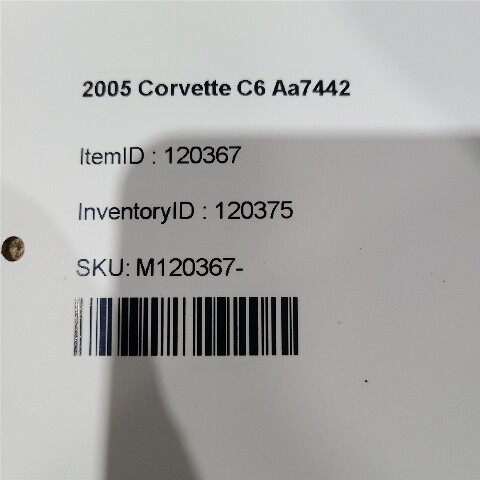 2005 Corvette C6 Aa7442
ItemID : 120367
InventoryID : 120375
SKU: M120367-